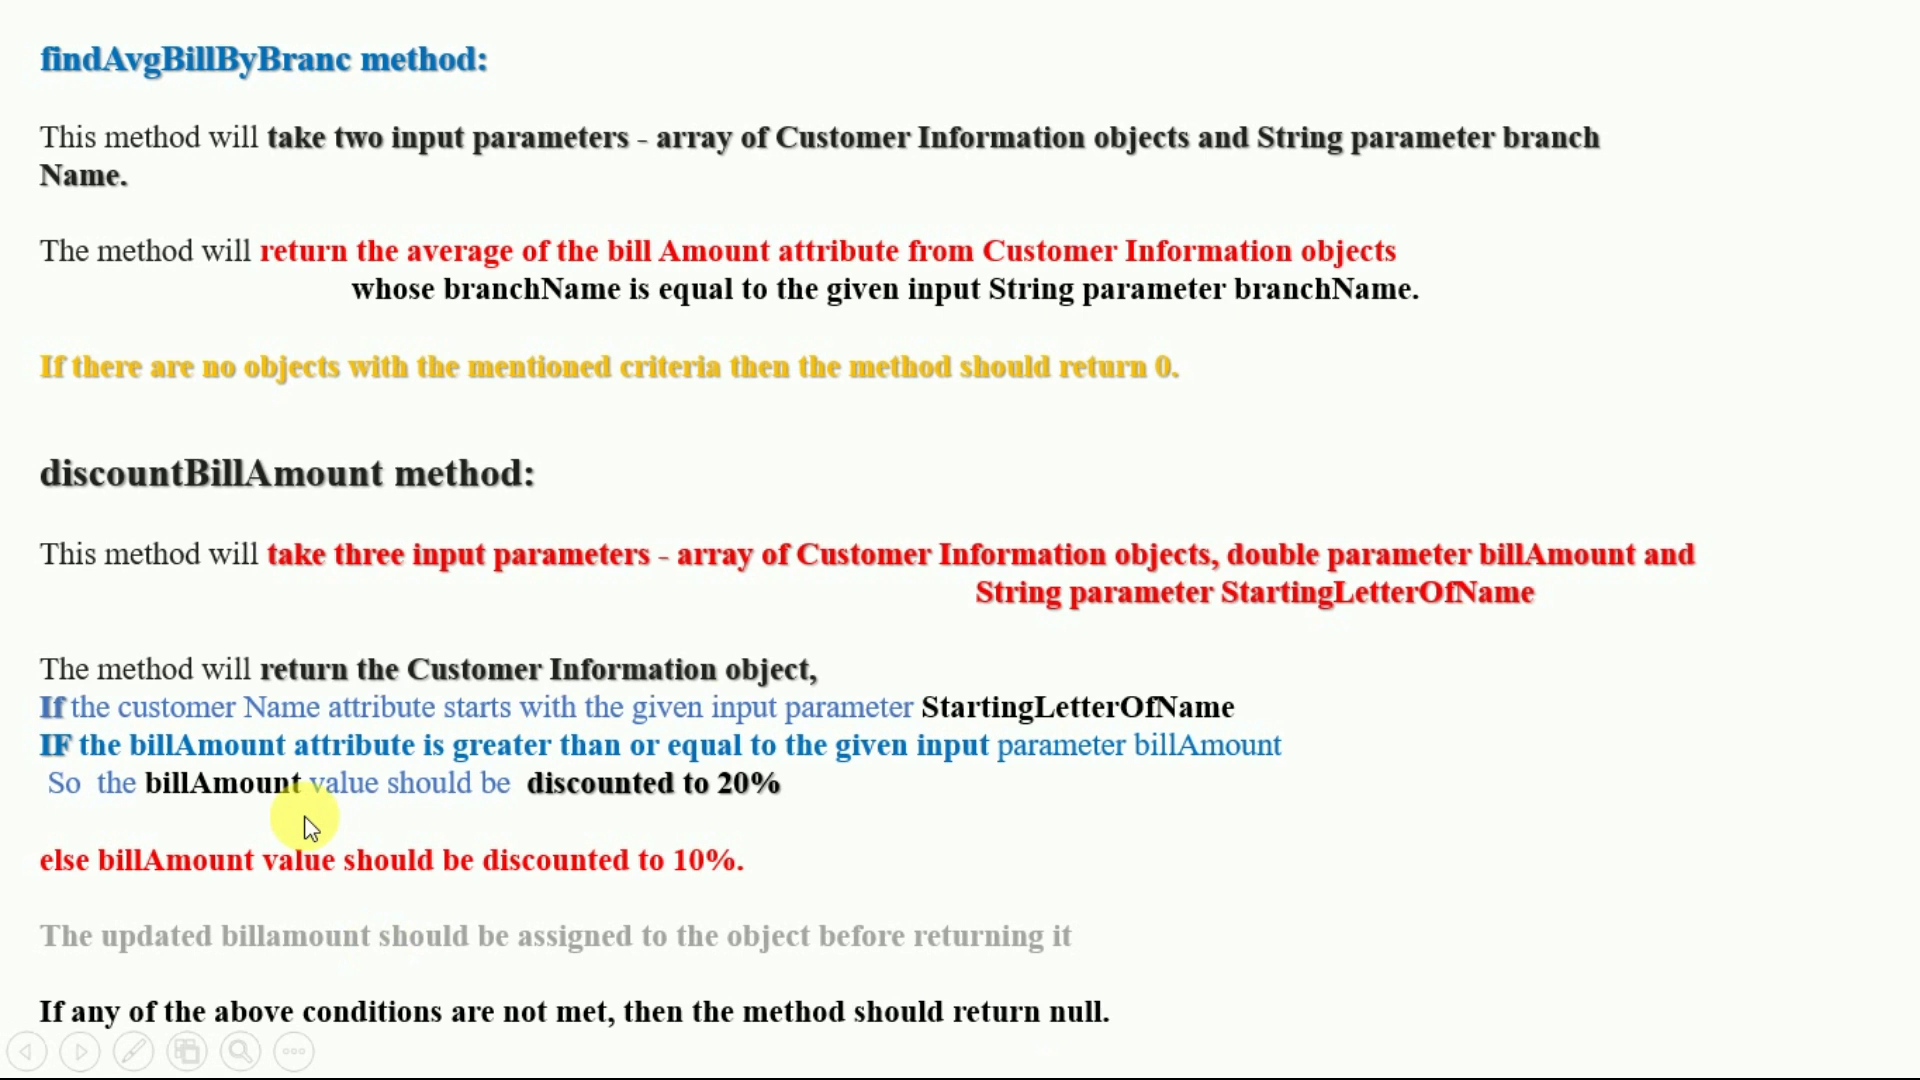 findAvgBillByBranc method:
This method will take two input parameters - array of Customer Information objects and String parameter branch
Name.
The method will return the average of the bill Amount attribute from Customer Information objects
whose branchName is equal to the given input String parameter branchName.
If there are no objects with the mentioned criteria then the method should return 0.
discountBillAmount method:
This method will take three input parameters - array of Customer Information objects, double parameter billAmount and
String parameter StartingLetterOfName
The method will return the Customer Information object,
If the customer Name attribute starts with the given input parameter StartingLetterOfName
IF the billAmount attribute is greater than or equal to the given input parameter billAmount
So the billAmount value should be discounted to 20%
else billAmount value should be discounted to 10%.
The updated billamount should be assigned to the object before returning it
If any of the above conditions are not met, then the method should return null.